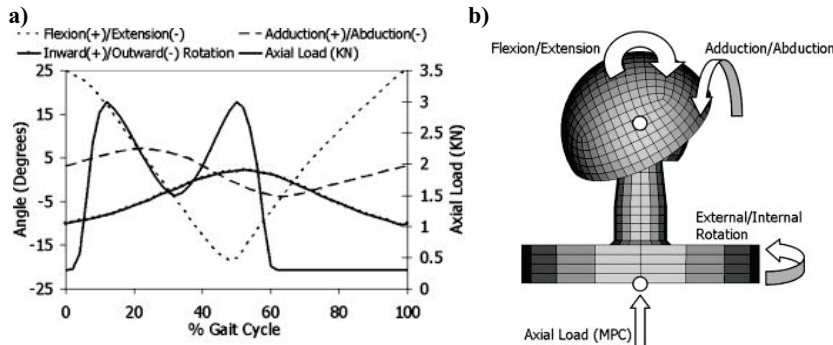 a)
Flexion(+)/Extension(-)
Adduction(+)/Abduction(-)
Inward(+)/Outward(-) Rotation
Axial Load (KN)
25
15
5
-5
-15
-25
Angle (Degrees)
3.5
3
2.5
2
1.5
1
0.5
0
Axial Load (KN)
0
20
40
60
80
100
% Gait Cycle
b)
Flexion/Extension
Adduction/Abduction
External/Internal
Rotation
Axial Load (MPC)